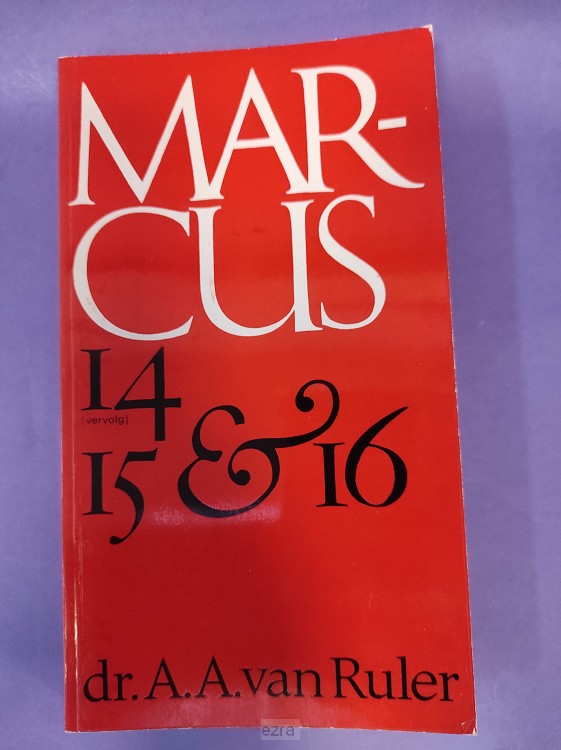 MAR-
CUS
14
[vervolg]
15 & 16
dr. A. A. van Ruler
ezra